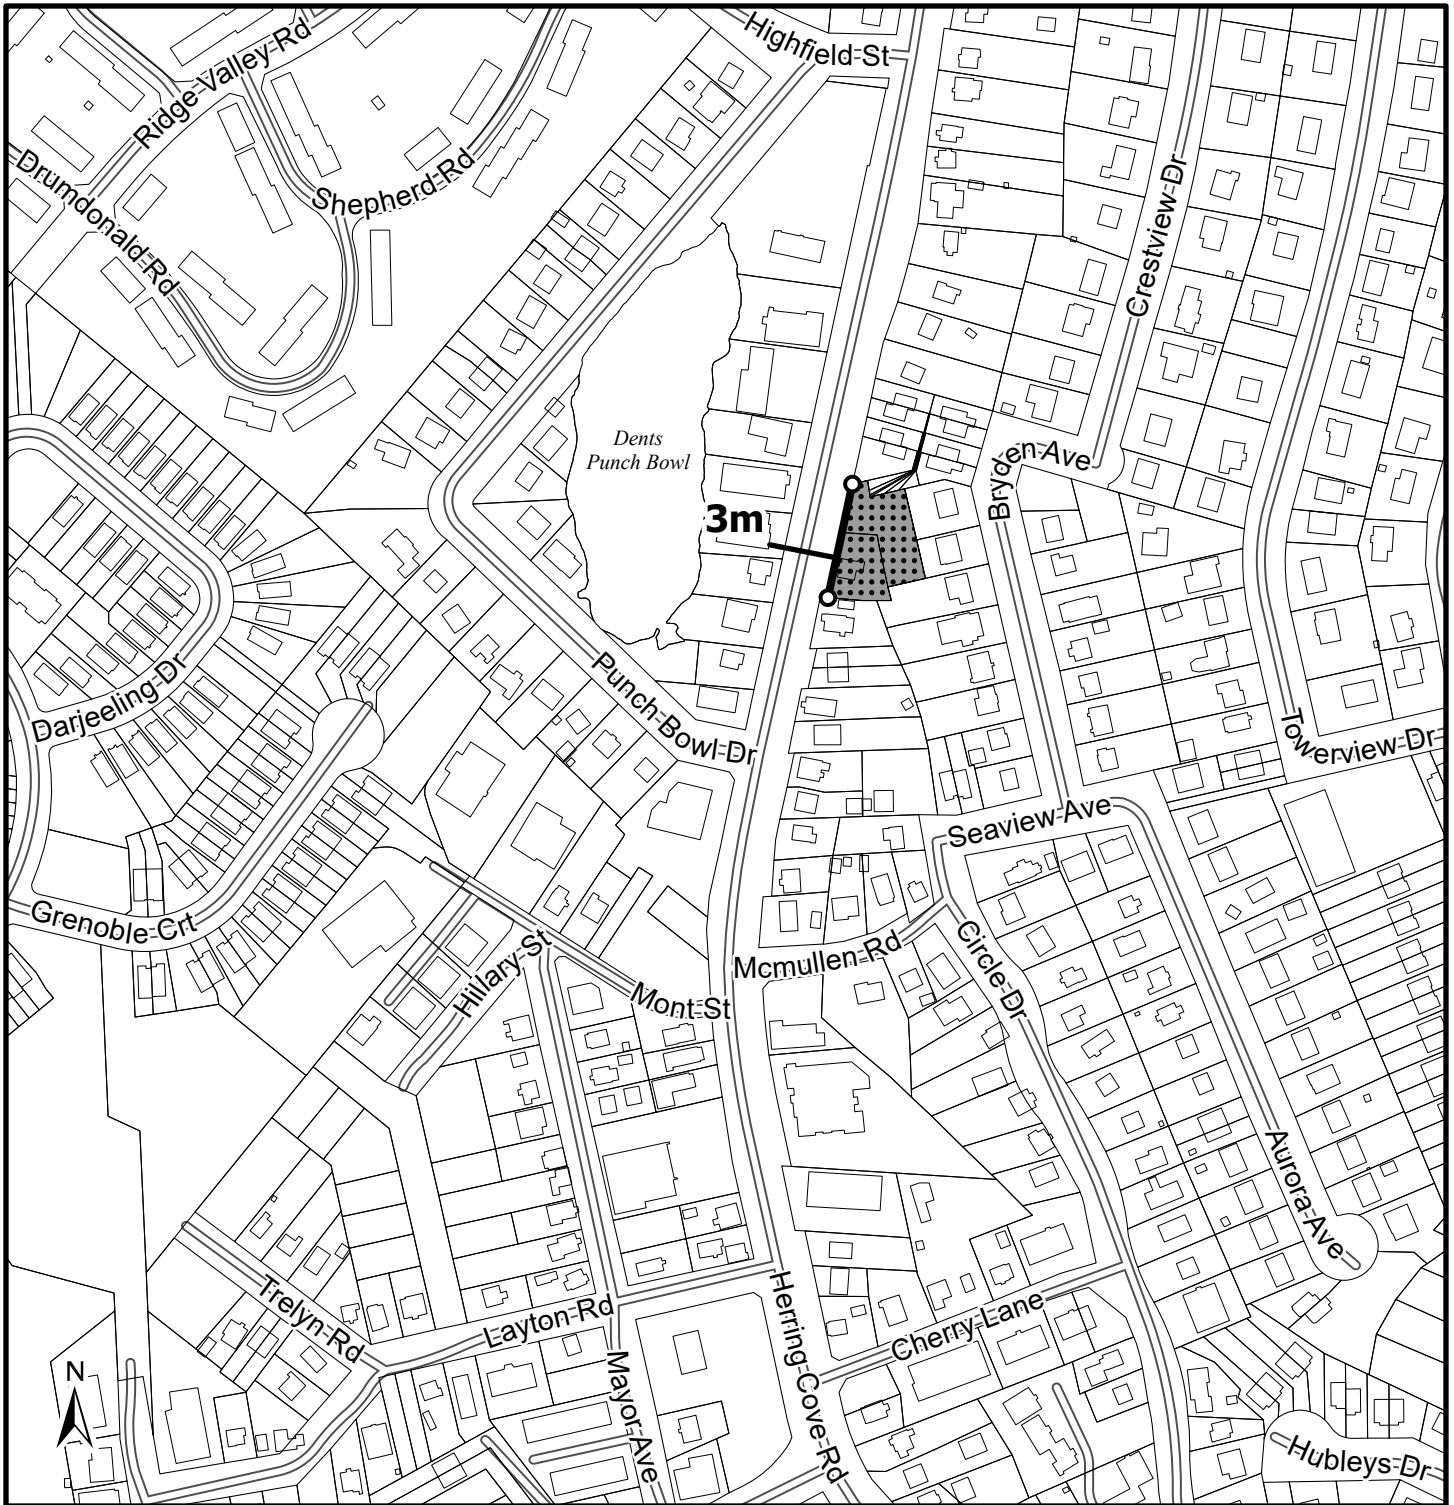 Highfield St
Ridge Valley Rd
Drumdonald Rd
Shepherd Rd
Crestview Dr
Dents
Punch Bowl
Bryden Ave
3m
Darjeeling Dr
Punch Bowl Dr
Towerview Dr
Seaview Ave
Grenoble Crt
Hillary St
Mcmullen Rd
Circle Dr
Mont St
Aurora Ave
Trelyn Rd
Layton Rd
Herring Cove Rd
Cherry Lane
Mayor Ave
N
Hubleys Dr